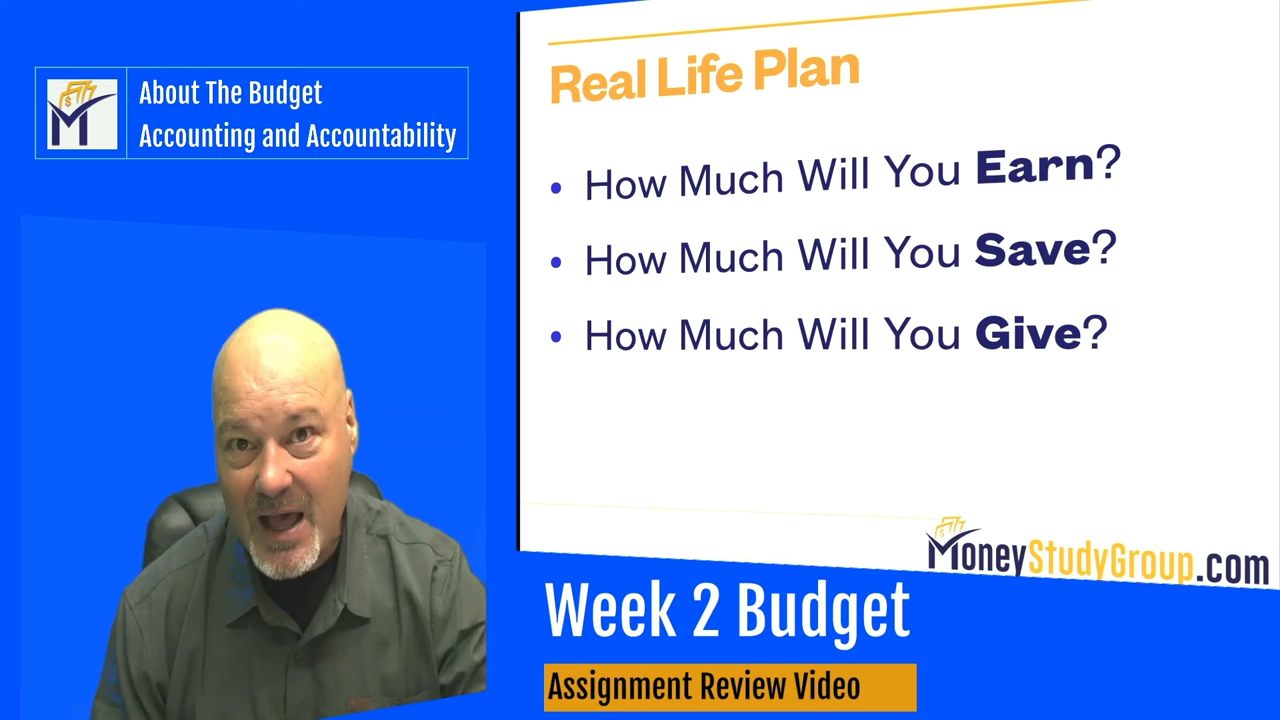 About The Budget
Accounting and Accountability
Real Life Plan
• How Much Will You Earn?
• How Much Will You Save?
• How Much Will You Give?
MoneyStudyGroup.com
Week 2 Budget
Assignment Review Video